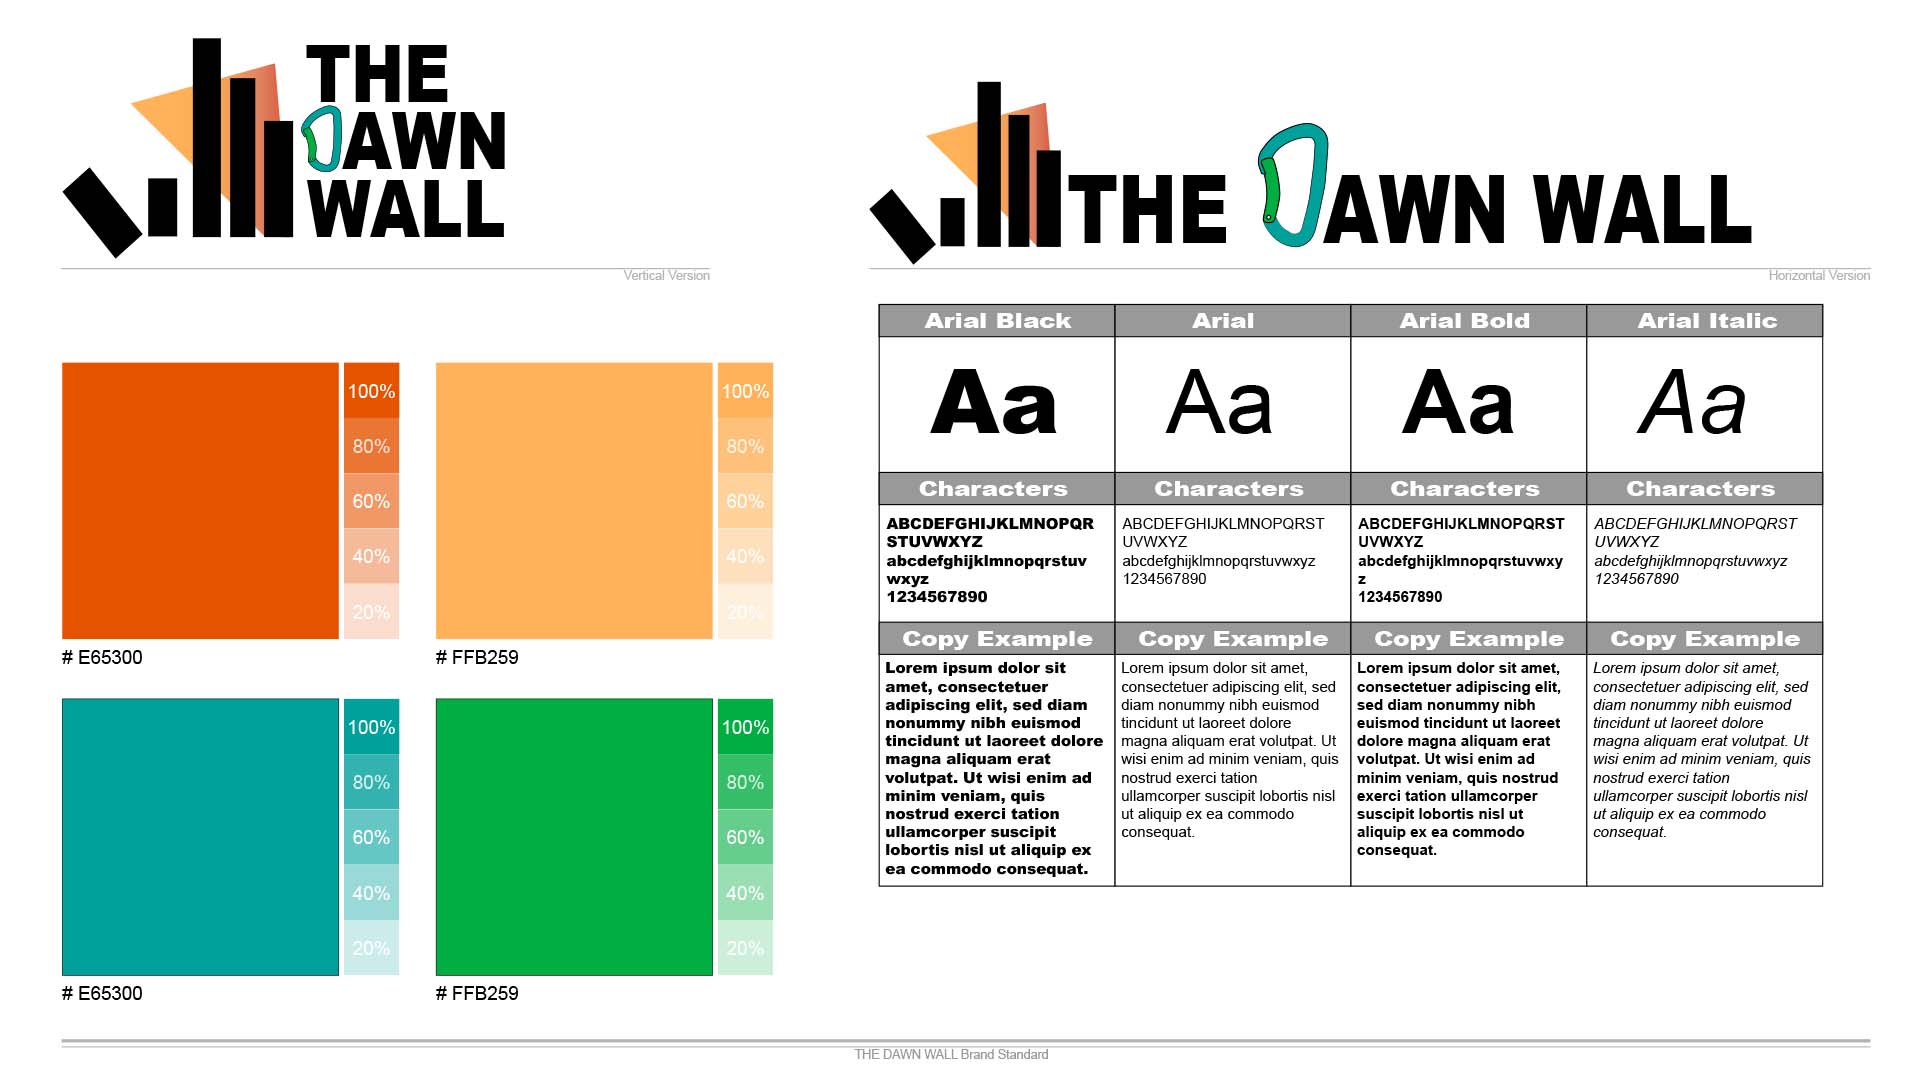 THE
DAWN
WALL
Vertical Version
THE DAWN WALL
Horizontal Version
100%
80%
60%
40%
20%
# E65300
100%
80%
60%
40%
20%
# FFB259
100%
80%
60%
40%
20%
# E65300
100%
80%
60%
40%
20%
# FFB259
Arial Black
Arial
Arial Bold
Arial Italic
Aa
Aa
Aa
Aa
Characters
Characters
Characters
Characters
ABCDEFGHIJKLMNOPQR
STUVWXYZ
abcdefghijklmnopqrstuv
wxyz
1234567890
ABCDEFGHIJKLMNOPQRST
UVWXYZ
abcdefghijklmnopqrstuvwxyz
1234567890
ABCDEFGHIJKLMNOPQRST
UVWXYZ
abcdefghijklmnopqrstuvwxy
z
1234567890
ABCDEFGHIJKLMNOPQRST
UVWXYZ
abcdefghijklmnopqrstuvwxyz
1234567890
Copy Example
Copy Example
Copy Example
Copy Example
Lorem ipsum dolor sit
amet, consectetuer
adipiscing elit, sed diam
nonummy nibh euismod
tincidunt ut laoreet dolore
magna aliquam erat
volutpat. Ut wisi enim ad
minim veniam, quis
nostrud exerci tation
ullamcorper suscipit
lobortis nisl ut aliquip ex
ea commodo consequat.
Lorem ipsum dolor sit amet,
consectetuer adipiscing elit, sed
diam nonummy nibh euismod
tincidunt ut laoreet dolore
magna aliquam erat volutpat. Ut
wisi enim ad minim veniam, quis
nostrud exerci tation
ullamcorper suscipit lobortis nisl
ut aliquip ex ea commodo
consequat.
Lorem ipsum dolor sit amet,
consectetuer adipiscing elit,
sed diam nonummy nibh
euismod tincidunt ut laoreet
dolore magna aliquam erat
volutpat. Ut wisi enim ad
minim veniam, quis nostrud
exerci tation ullamcorper
suscipit lobortis nisl ut
aliquip ex ea commodo
consequat.
Lorem ipsum dolor sit amet,
consectetuer adipiscing elit, sed
diam nonummy nibh euismod
tincidunt ut laoreet dolore
magna aliquam erat volutpat. Ut
wisi enim ad minim veniam, quis
nostrud exerci tation
ullamcorper suscipit lobortis nisl
ut aliquip ex ea commodo
consequat.
THE DAWN WALL Brand Standard